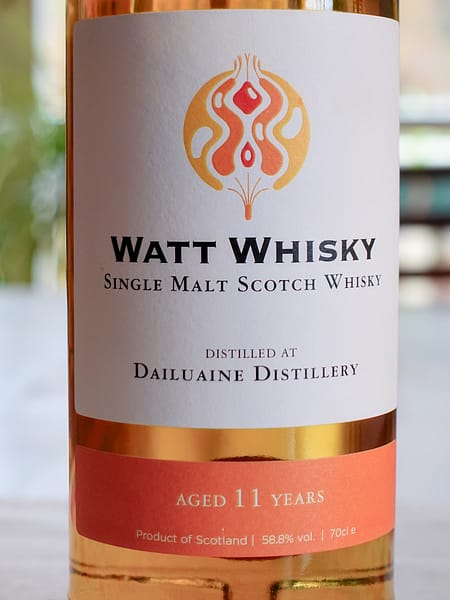 WATT WHISKY
SINGLE MALT SCOTCH WHISKY
DISTILLED AT
DAILUAINE DISTILLERY
AGED 11 YEARS
Product of Scotland | 58.8% vol. | 70cl e